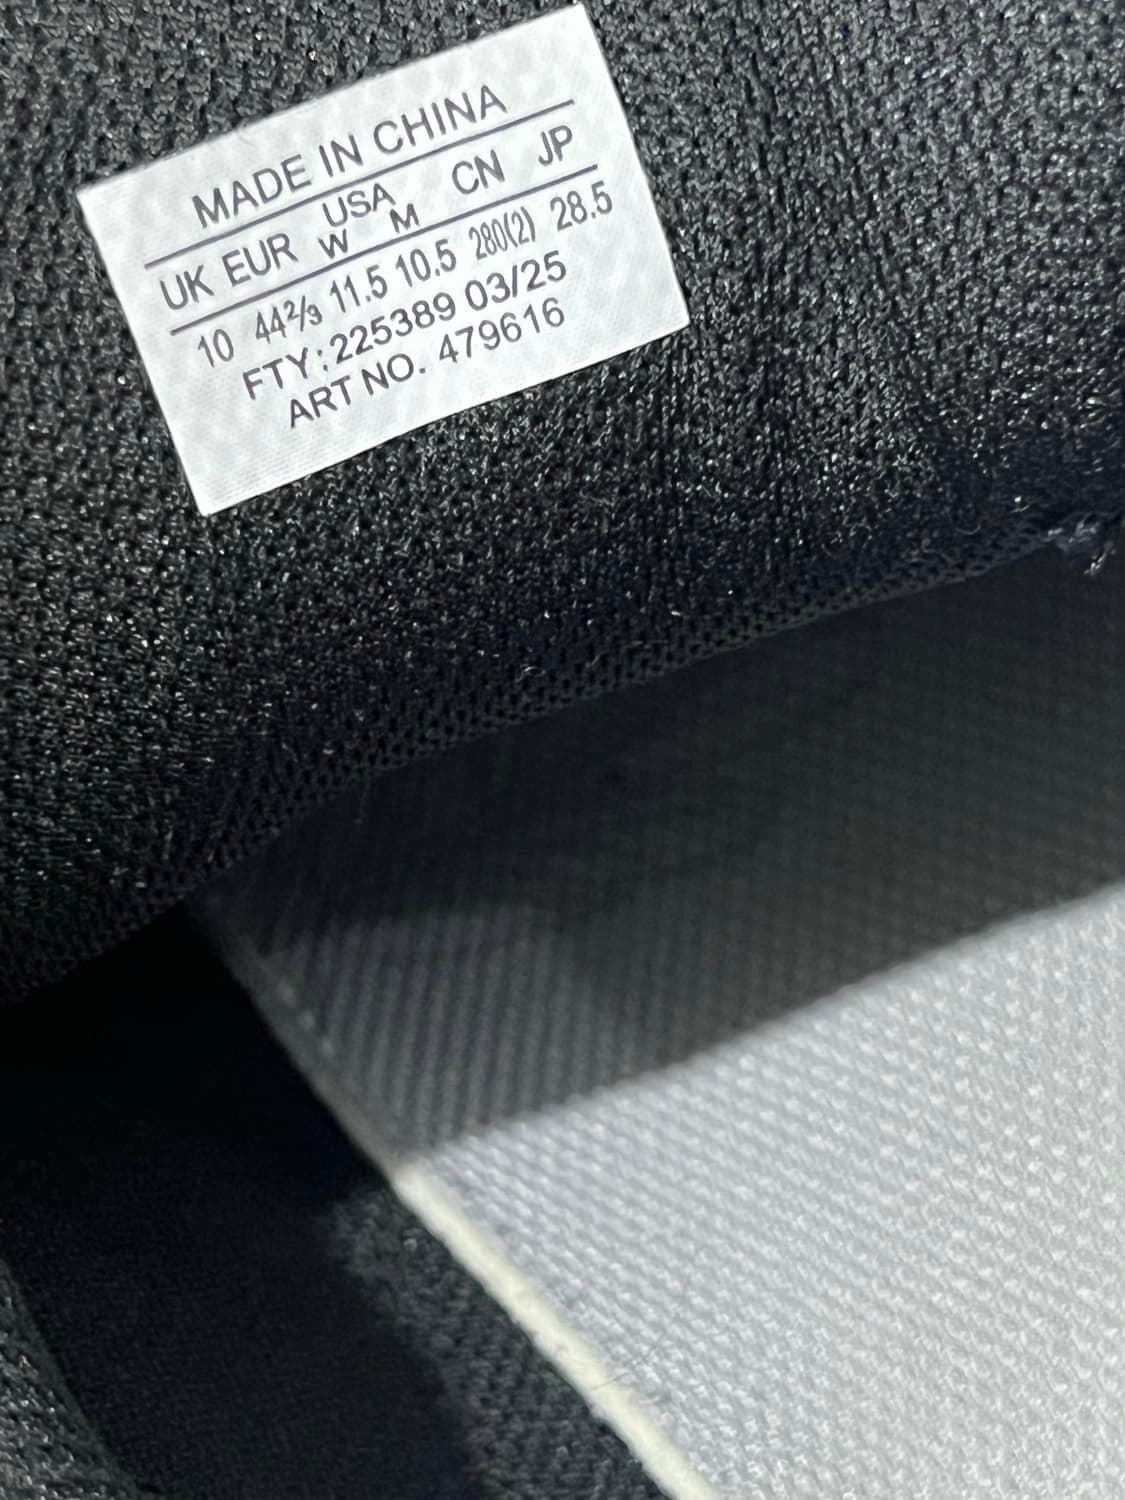 MADE IN CHINA
UK EUR USA W M CN JP
10 44⅔ 11.5 10.5 280(2) 28.5
FTY:225389 03/25
ART NO. 479616